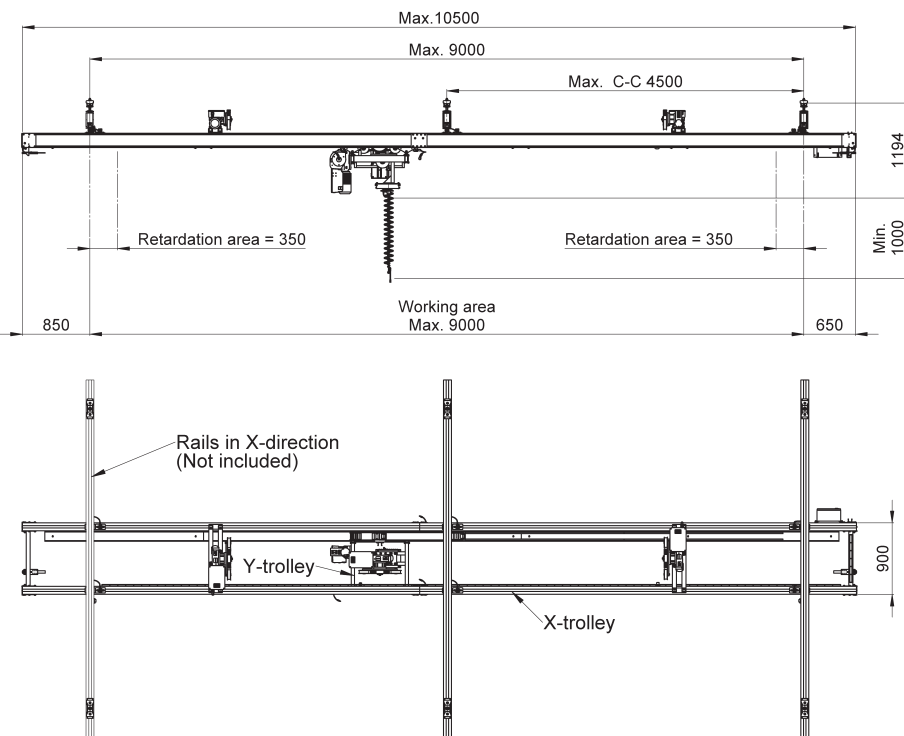 Max.10500
Max. 9000
Max. C-C 4500
1194
Retardation area = 350
Retardation area = 350
Min.
1000
Working area
850
Max. 9000
650
Rails in X-direction
(Not included)
Y-trolley
900
X-trolley